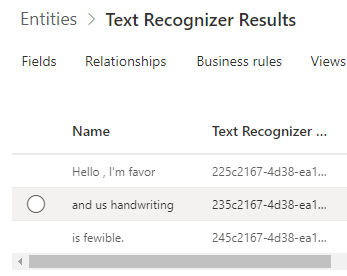 Entities > Text Recognizer Results
Fields Relationships Business rules Views
Name Text Recognizer ...
Hello , I'm favor 225c2167-4d38-ea1...
and us handwriting 235c2167-4d38-ea1...
is fewible. 245c2167-4d38-ea1...